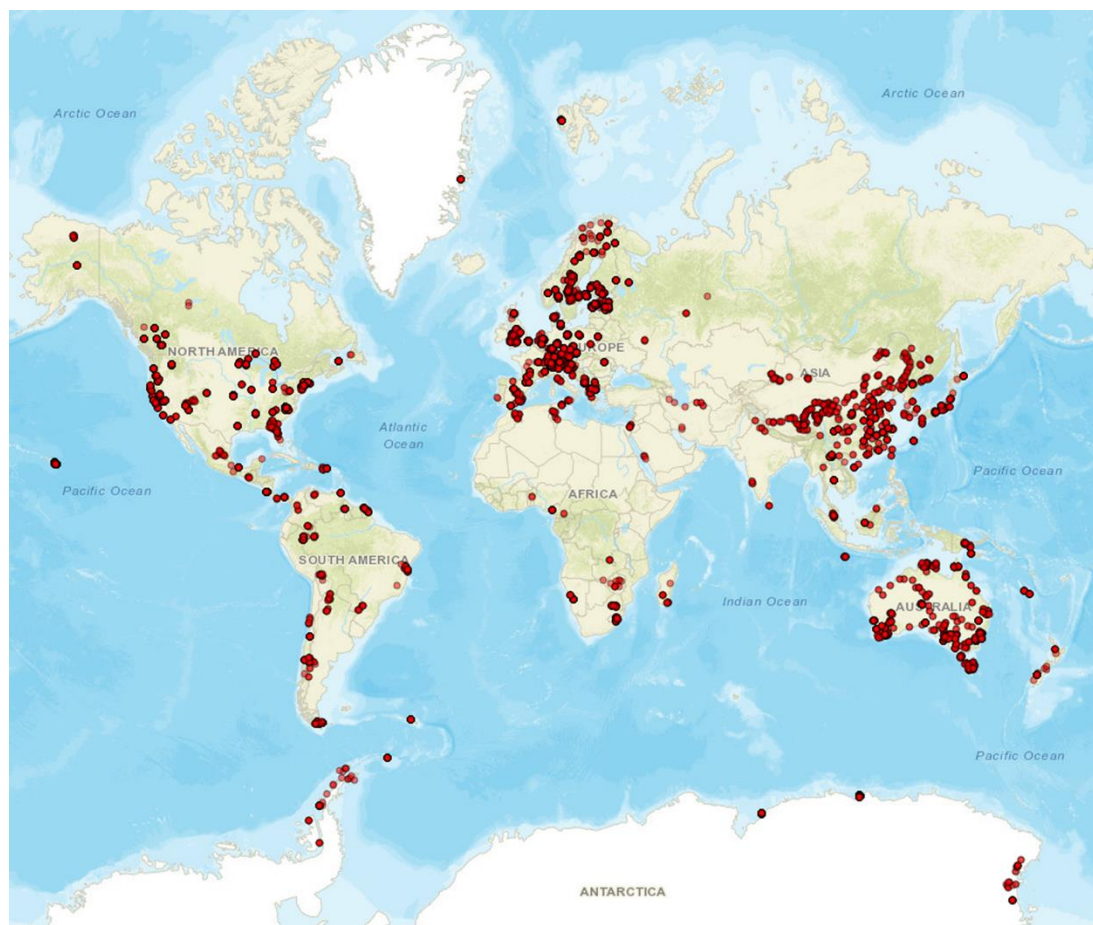 Arctic Ocean
Arctic Ocean
NORTH AMERICA
EUROPE
ASIA
Atlantic
Ocean
Pacific Ocean
Pacific Ocean
AFRICA
SOUTH AMERICA
Indian Ocean
AUSTRALIA
Pacific Ocean
ANTARCTICA